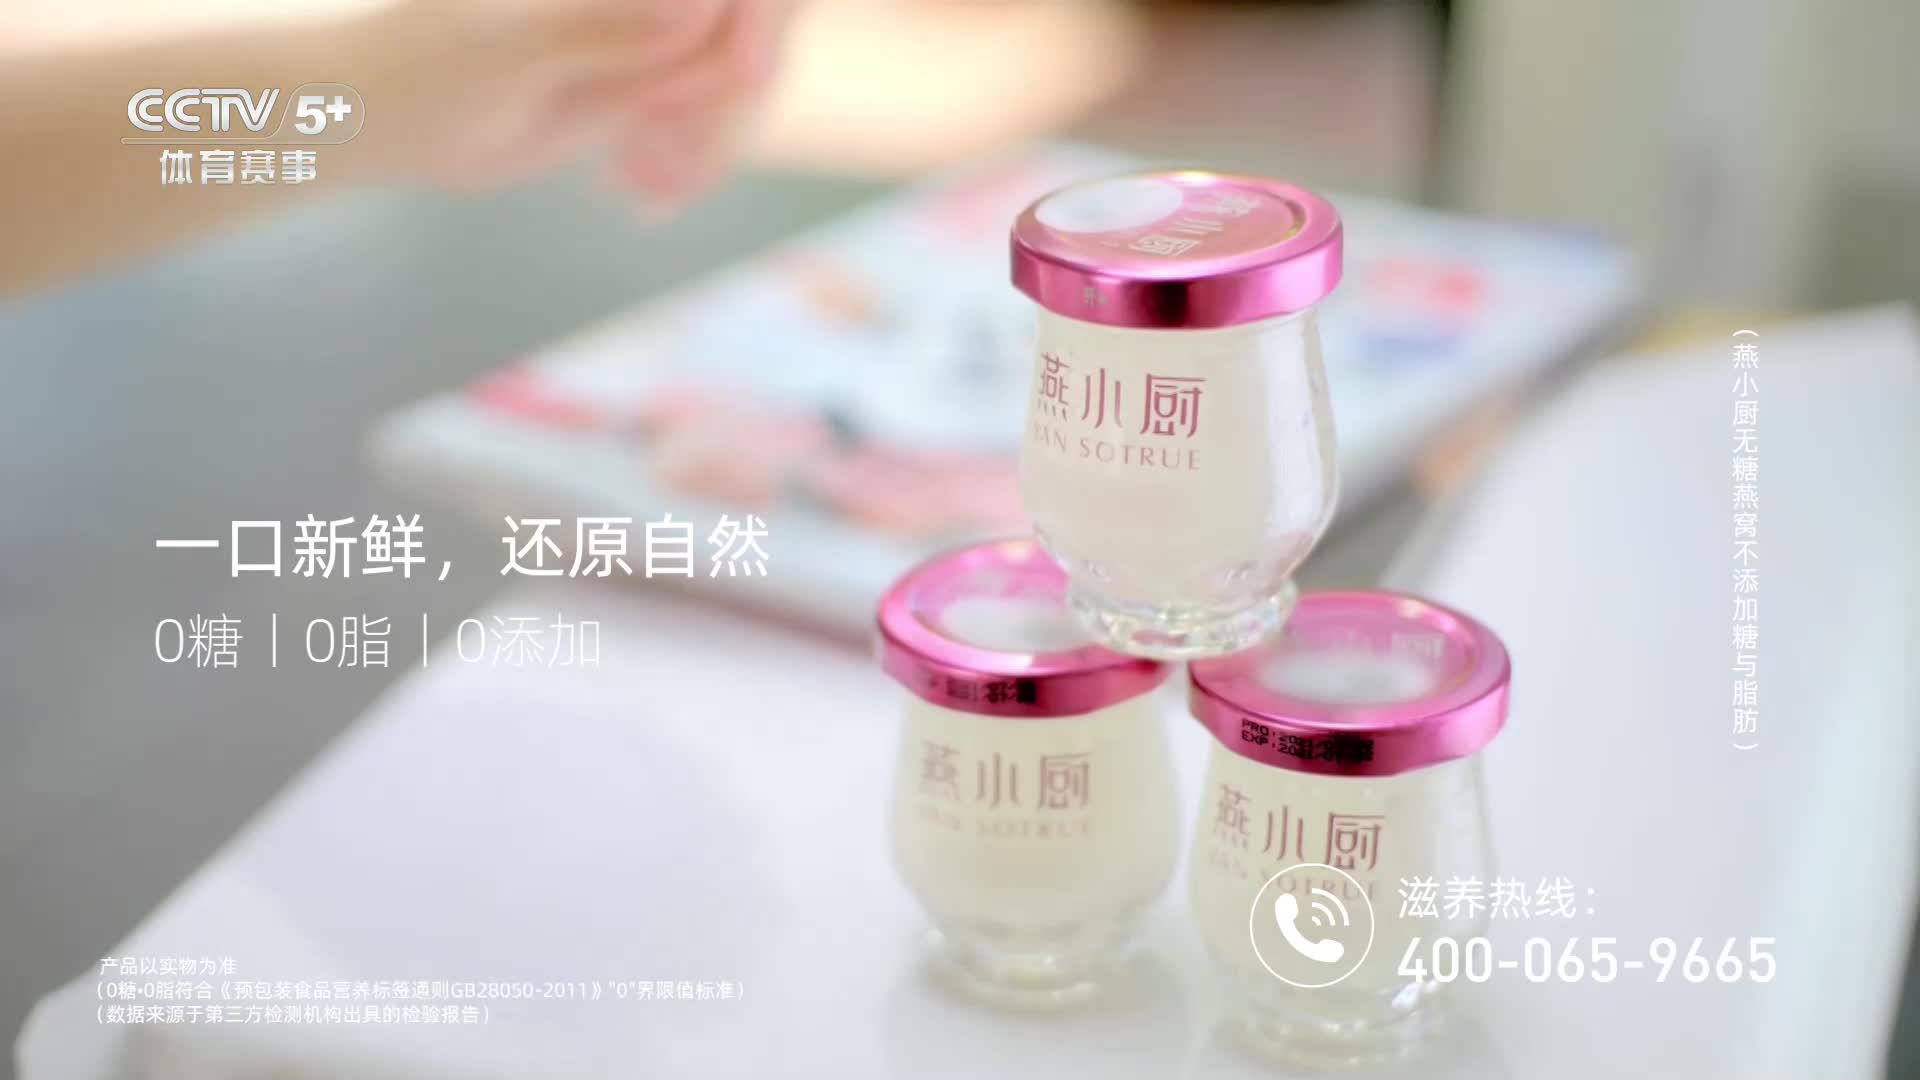 CCTV 5+
体育赛事
燕小厨
燕小厨
YAN SOTRUE
一口新鲜，还原自然
0糖｜0脂｜0添加
（燕小厨无糖燕窝不添加糖与脂肪）
燕小厨
YAN SOTRUE
燕小厨
YAN SOTRUE
滋养热线：
400-065-9665
产品以实物为准
（0糖·0脂符合《预包装食品营养标签通则GB28050-2011》"0"界限值标准）
（数据来源于第三方检测机构出具的检验报告）